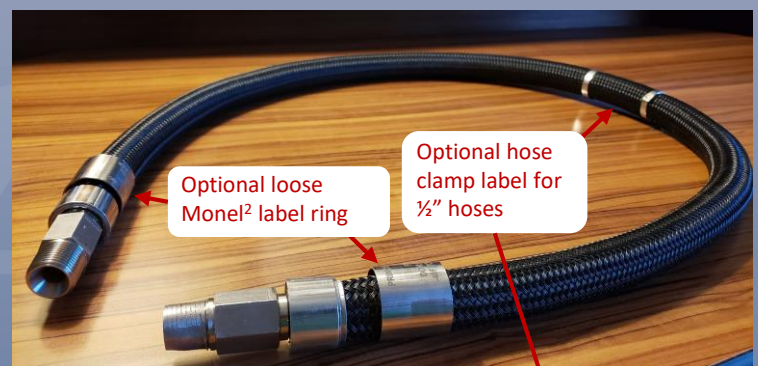 Optional loose
Monel² label ring
Optional hose
clamp label for
½” hoses